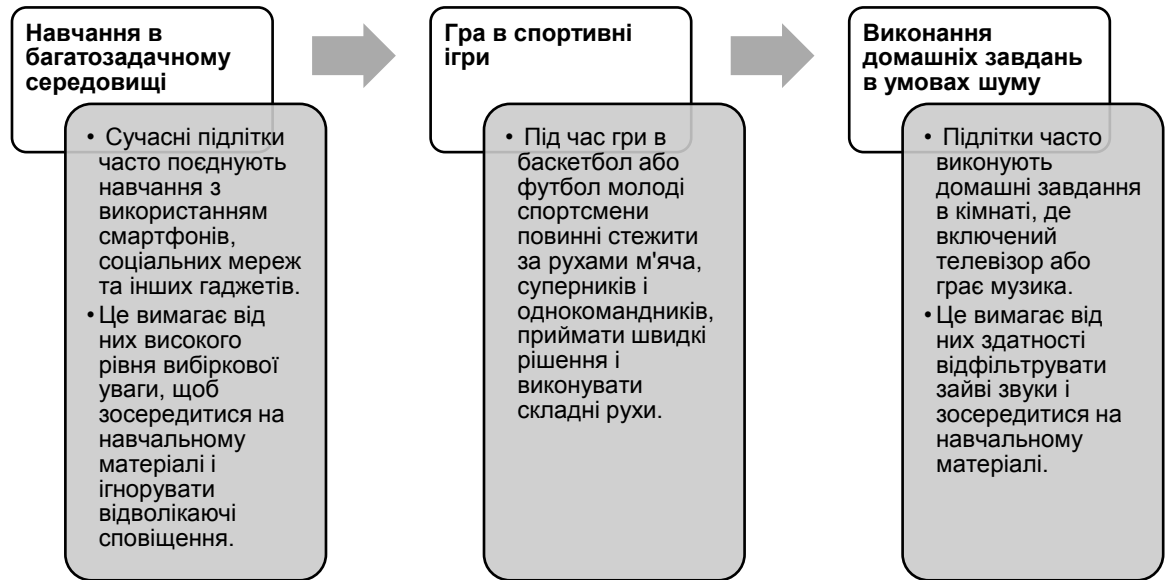 Навчання в
багатозадачному
середовищі
• Сучасні підлітки
часто поєднують
навчання з
використанням
смартфонів,
соціальних мереж
та інших гаджетів.
• Це вимагає від
них високого
рівня вибіркової
уваги, щоб
зосередитися на
навчальному
матеріалі і
ігнорувати
відволікаючі
сповіщення.
Гра в спортивні
ігри
• Під час гри в
баскетбол або
футбол молоді
спортсмени
повинні стежити
за рухами м'яча,
суперників і
однокомандників,
приймати швидкі
рішення і
виконувати
складні рухи.
Виконання
домашніх завдань
в умовах шуму
• Підлітки часто
виконують
домашні завдання
в кімнаті, де
включений
телевізор або
грає музика.
• Це вимагає від
них здатності
відфільтрувати
зайві звуки і
зосередитися на
навчальному
матеріалі.